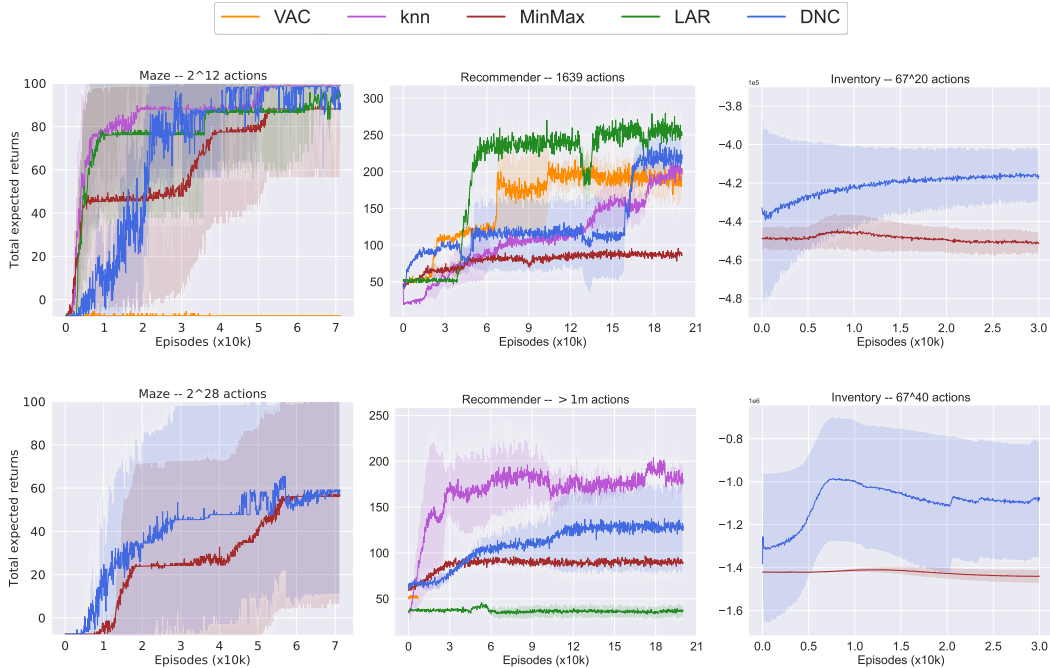 VAC knn MinMax LAR DNC
Maze -- 2^12 actions
Total expected returns
100
80
60
40
20
0
0 1 2 3 4 5 6 7
Episodes (x10k)
Recommender -- 1639 actions
300
250
200
150
100
50
0 3 6 9 12 15 18 21
Episodes (x10k)
Inventory -- 67^20 actions
1e5
−3.8
−4.0
−4.2
−4.4
−4.6
−4.8
0.0 0.5 1.0 1.5 2.0 2.5 3.0
Episodes (x10k)
Maze -- 2^28 actions
Total expected returns
100
80
60
40
20
0
0 1 2 3 4 5 6 7
Episodes (x10k)
Recommender -- > 1m actions
250
200
150
100
50
0 3 6 9 12 15 18 21
Episodes (x10k)
Inventory -- 67^40 actions
1e6
−0.8
−1.0
−1.2
−1.4
−1.6
0.0 0.5 1.0 1.5 2.0 2.5 3.0
Episodes (x10k)